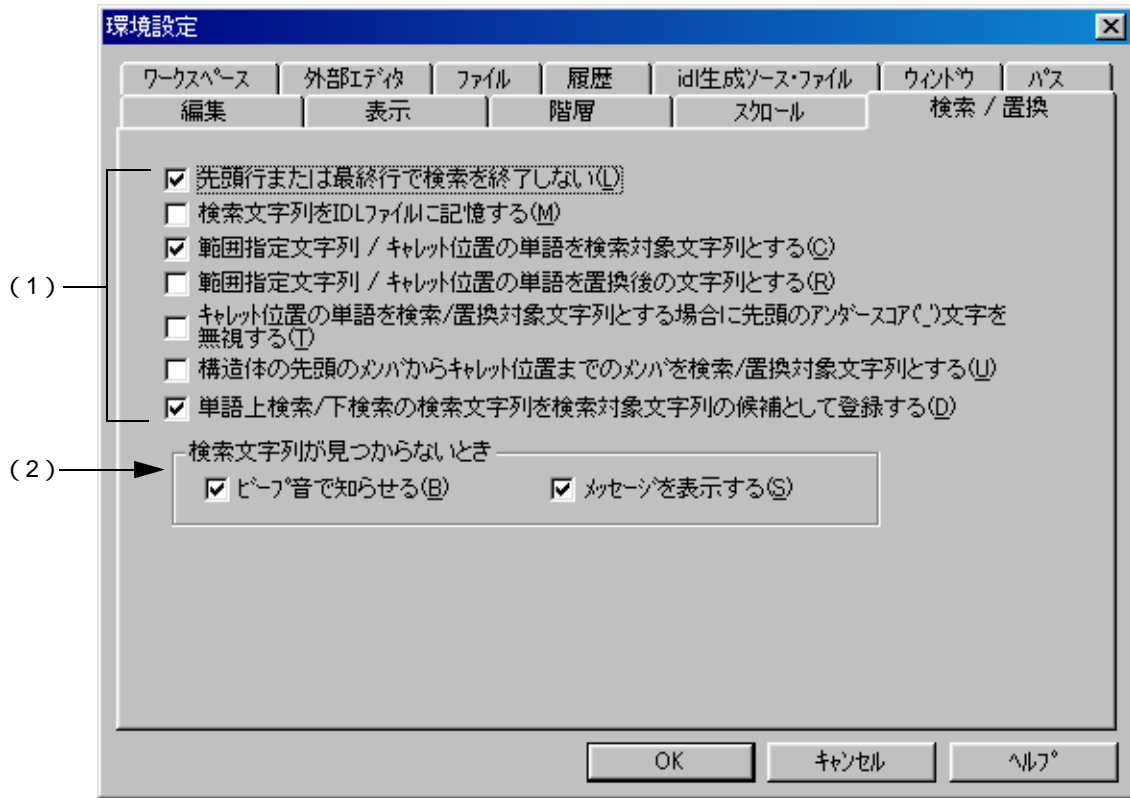 環境設定
ﾜｰｸｽﾍﾟｰｽ 外部ｴﾃﾞｨﾀ ﾌｧｲﾙ 履歴 idl生成ｿｰｽ･ﾌｧｲﾙ ｳｨﾝﾄﾞｳ ﾊﾟｽ
編集 表示 階層 ｽｸﾛｰﾙ 検索 / 置換
(1)
先頭行または最終行で検索を終了しない(L)
検索文字列をIDLﾌｧｲﾙに記憶する(M)
範囲指定文字列 / ｷｬﾚｯﾄ位置の単語を検索対象文字列とする(C)
範囲指定文字列 / ｷｬﾚｯﾄ位置の単語を置換後の文字列とする(R)
ｷｬﾚｯﾄ位置の単語を検索/置換対象文字列とする場合に先頭のｱﾝﾀﾞｰｽｺｱ('_')文字を
無視する(T)
構造体の先頭のﾒﾝﾊﾞからｷｬﾚｯﾄ位置までのﾒﾝﾊﾞを検索/置換対象文字列とする(U)
単語上検索/下検索の検索文字列を検索対象文字列の候補として登録する(D)
(2)
検索文字列が見つからないとき
ﾋﾞｰﾌﾟ音で知らせる(B) ﾒｯｾｰｼﾞを表示する(S)
OK ｷｬﾝｾﾙ ﾍﾙﾌﾟ